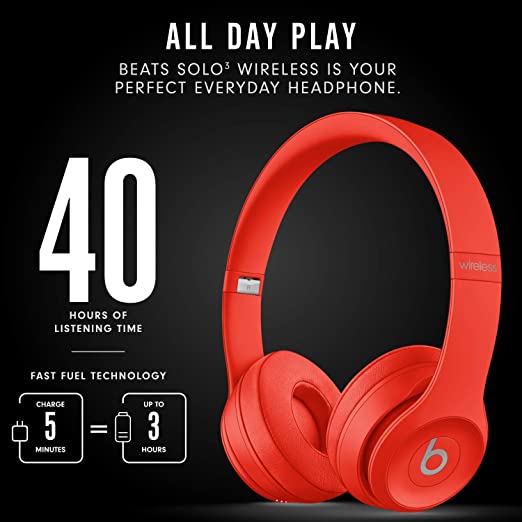 ALL DAY PLAY
BEATS SOLO³ WIRELESS IS YOUR
PERFECT EVERYDAY HEADPHONE.
40
HOURS OF
LISTENING TIME
FAST FUEL TECHNOLOGY
CHARGE
5
MINUTES
=
UP TO
3
HOURS
wireless
b